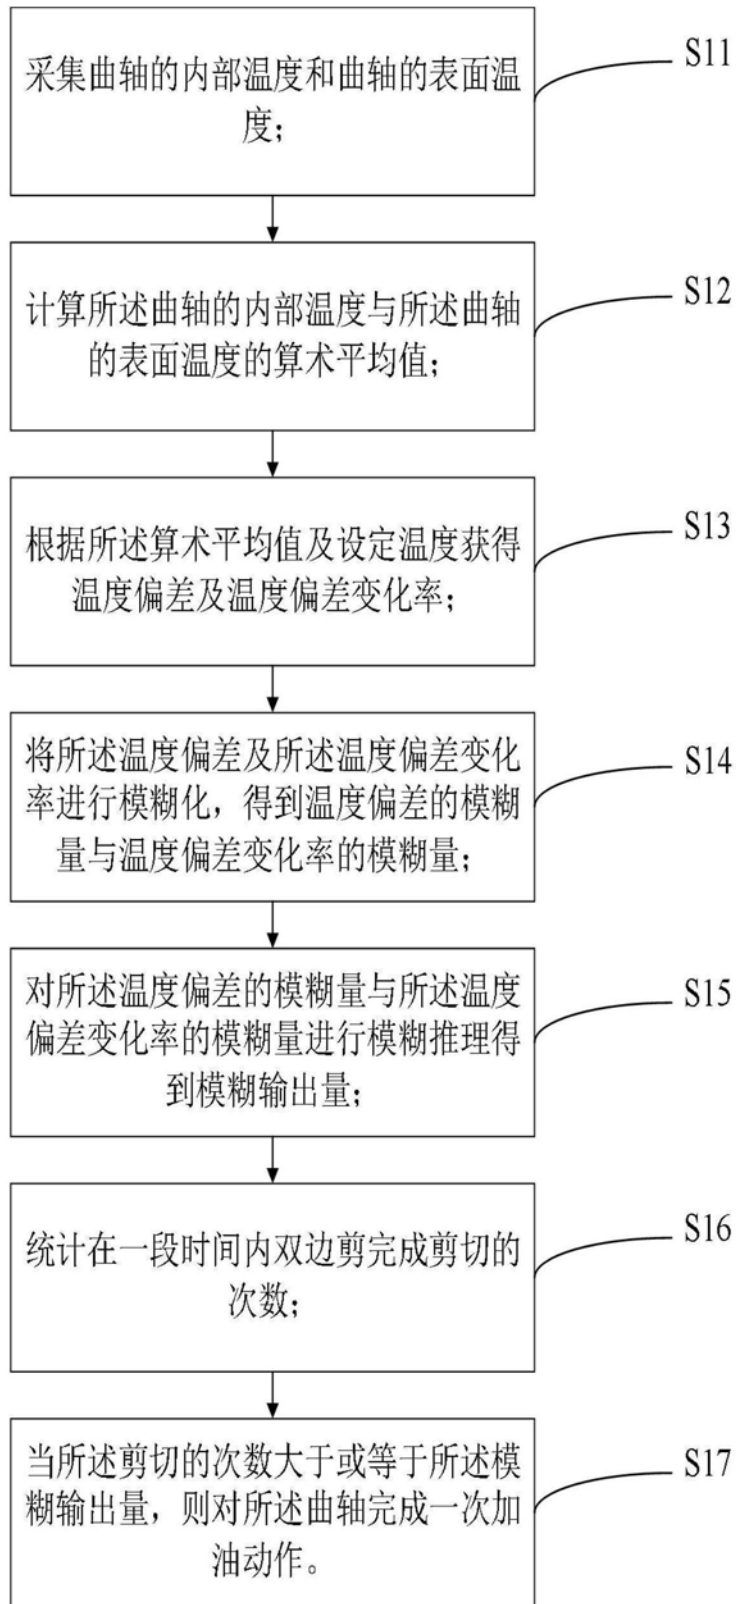 采集曲轴的内部温度和曲轴的表面温
度；
S11
计算所述曲轴的内部温度与所述曲轴
的表面温度的算术平均值；
S12
根据所述算术平均值及设定温度获得
温度偏差及温度偏差变化率；
S13
将所述温度偏差及所述温度偏差变化
率进行模糊化，得到温度偏差的模糊
量与温度偏差变化率的模糊量；
S14
对所述温度偏差的模糊量与所述温度
偏差变化率的模糊量进行模糊推理得
到模糊输出量；
S15
统计在一段时间内双边剪完成剪切的
次数；
S16
当所述剪切的次数大于或等于所述模
糊输出量，则对所述曲轴完成一次加
油动作。
S17